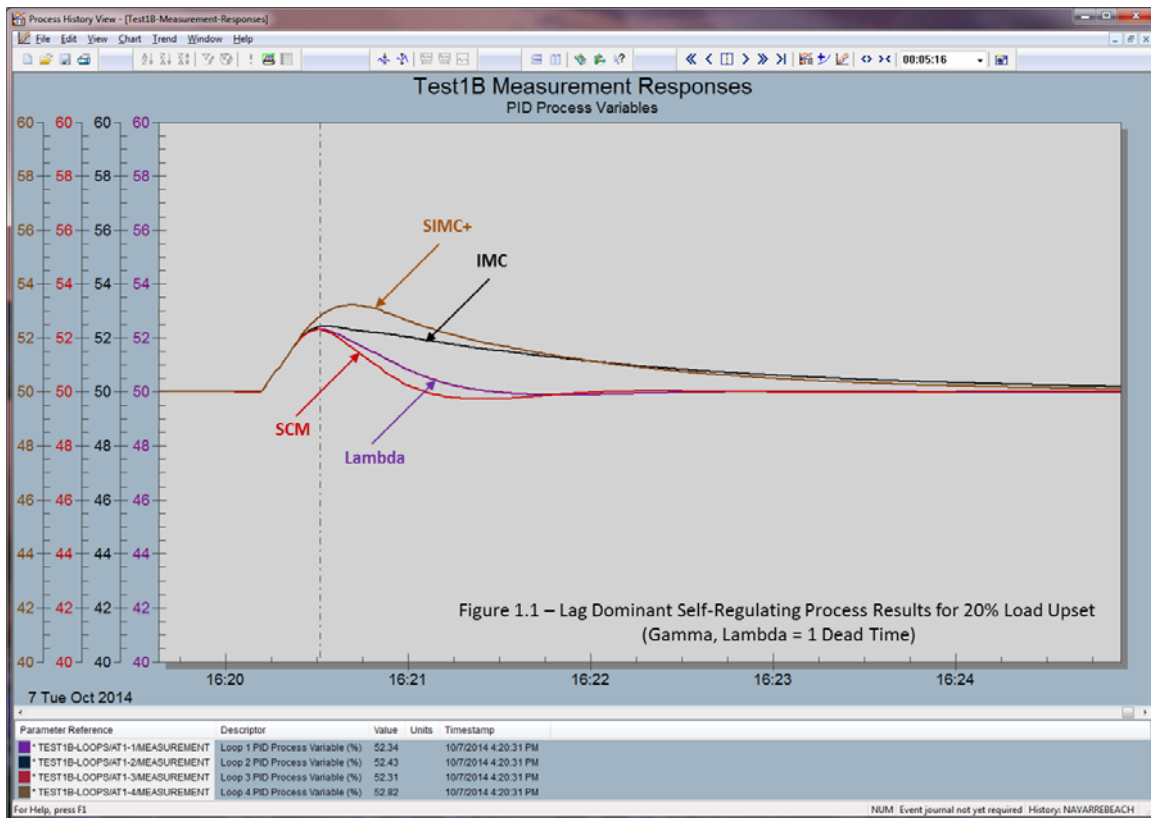 Process History View - [Test1B-Measurement-Responses]
File Edit View Chart Trend Window Help
00:05:16
Test1B Measurement Responses
PID Process Variables
60 60 60 60
58 58 58 58
56 56 56 56
54 54 54 54
52 52 52 52
50 50 50 50
48 48 48 48
46 46 46 46
44 44 44 44
42 42 42 42
40 40 40 40
SIMC+
IMC
SCM
Lambda
Figure 1.1 – Lag Dominant Self-Regulating Process Results for 20% Load Upset
(Gamma, Lambda = 1 Dead Time)
16:20 16:21 16:22 16:23 16:24
7 Tue Oct 2014
Parameter Reference Descriptor Value Units Timestamp
* TEST1B-LOOPS/AT1-1/MEASUREMENT Loop 1 PID Process Variable (%) 52.34 10/7/2014 4:20:31 PM
* TEST1B-LOOPS/AT1-2/MEASUREMENT Loop 2 PID Process Variable (%) 52.43 10/7/2014 4:20:31 PM
* TEST1B-LOOPS/AT1-3/MEASUREMENT Loop 3 PID Process Variable (%) 52.31 10/7/2014 4:20:31 PM
* TEST1B-LOOPS/AT1-4/MEASUREMENT Loop 4 PID Process Variable (%) 52.82 10/7/2014 4:20:31 PM
For Help, press F1 NUM Event journal not yet required History: NAVARREBEACH